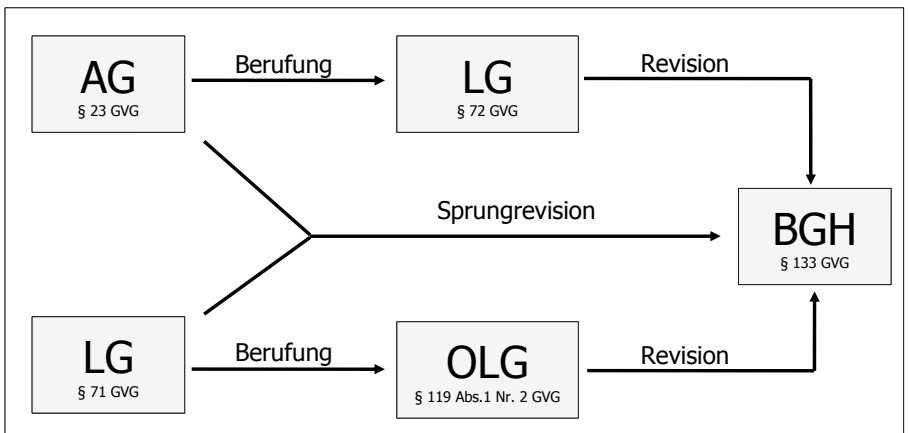 AG
§ 23 GVG
Berufung
LG
§ 72 GVG
Revision
Sprungrevision
BGH
§ 133 GVG
LG
§ 71 GVG
Berufung
OLG
§ 119 Abs.1 Nr. 2 GVG
Revision